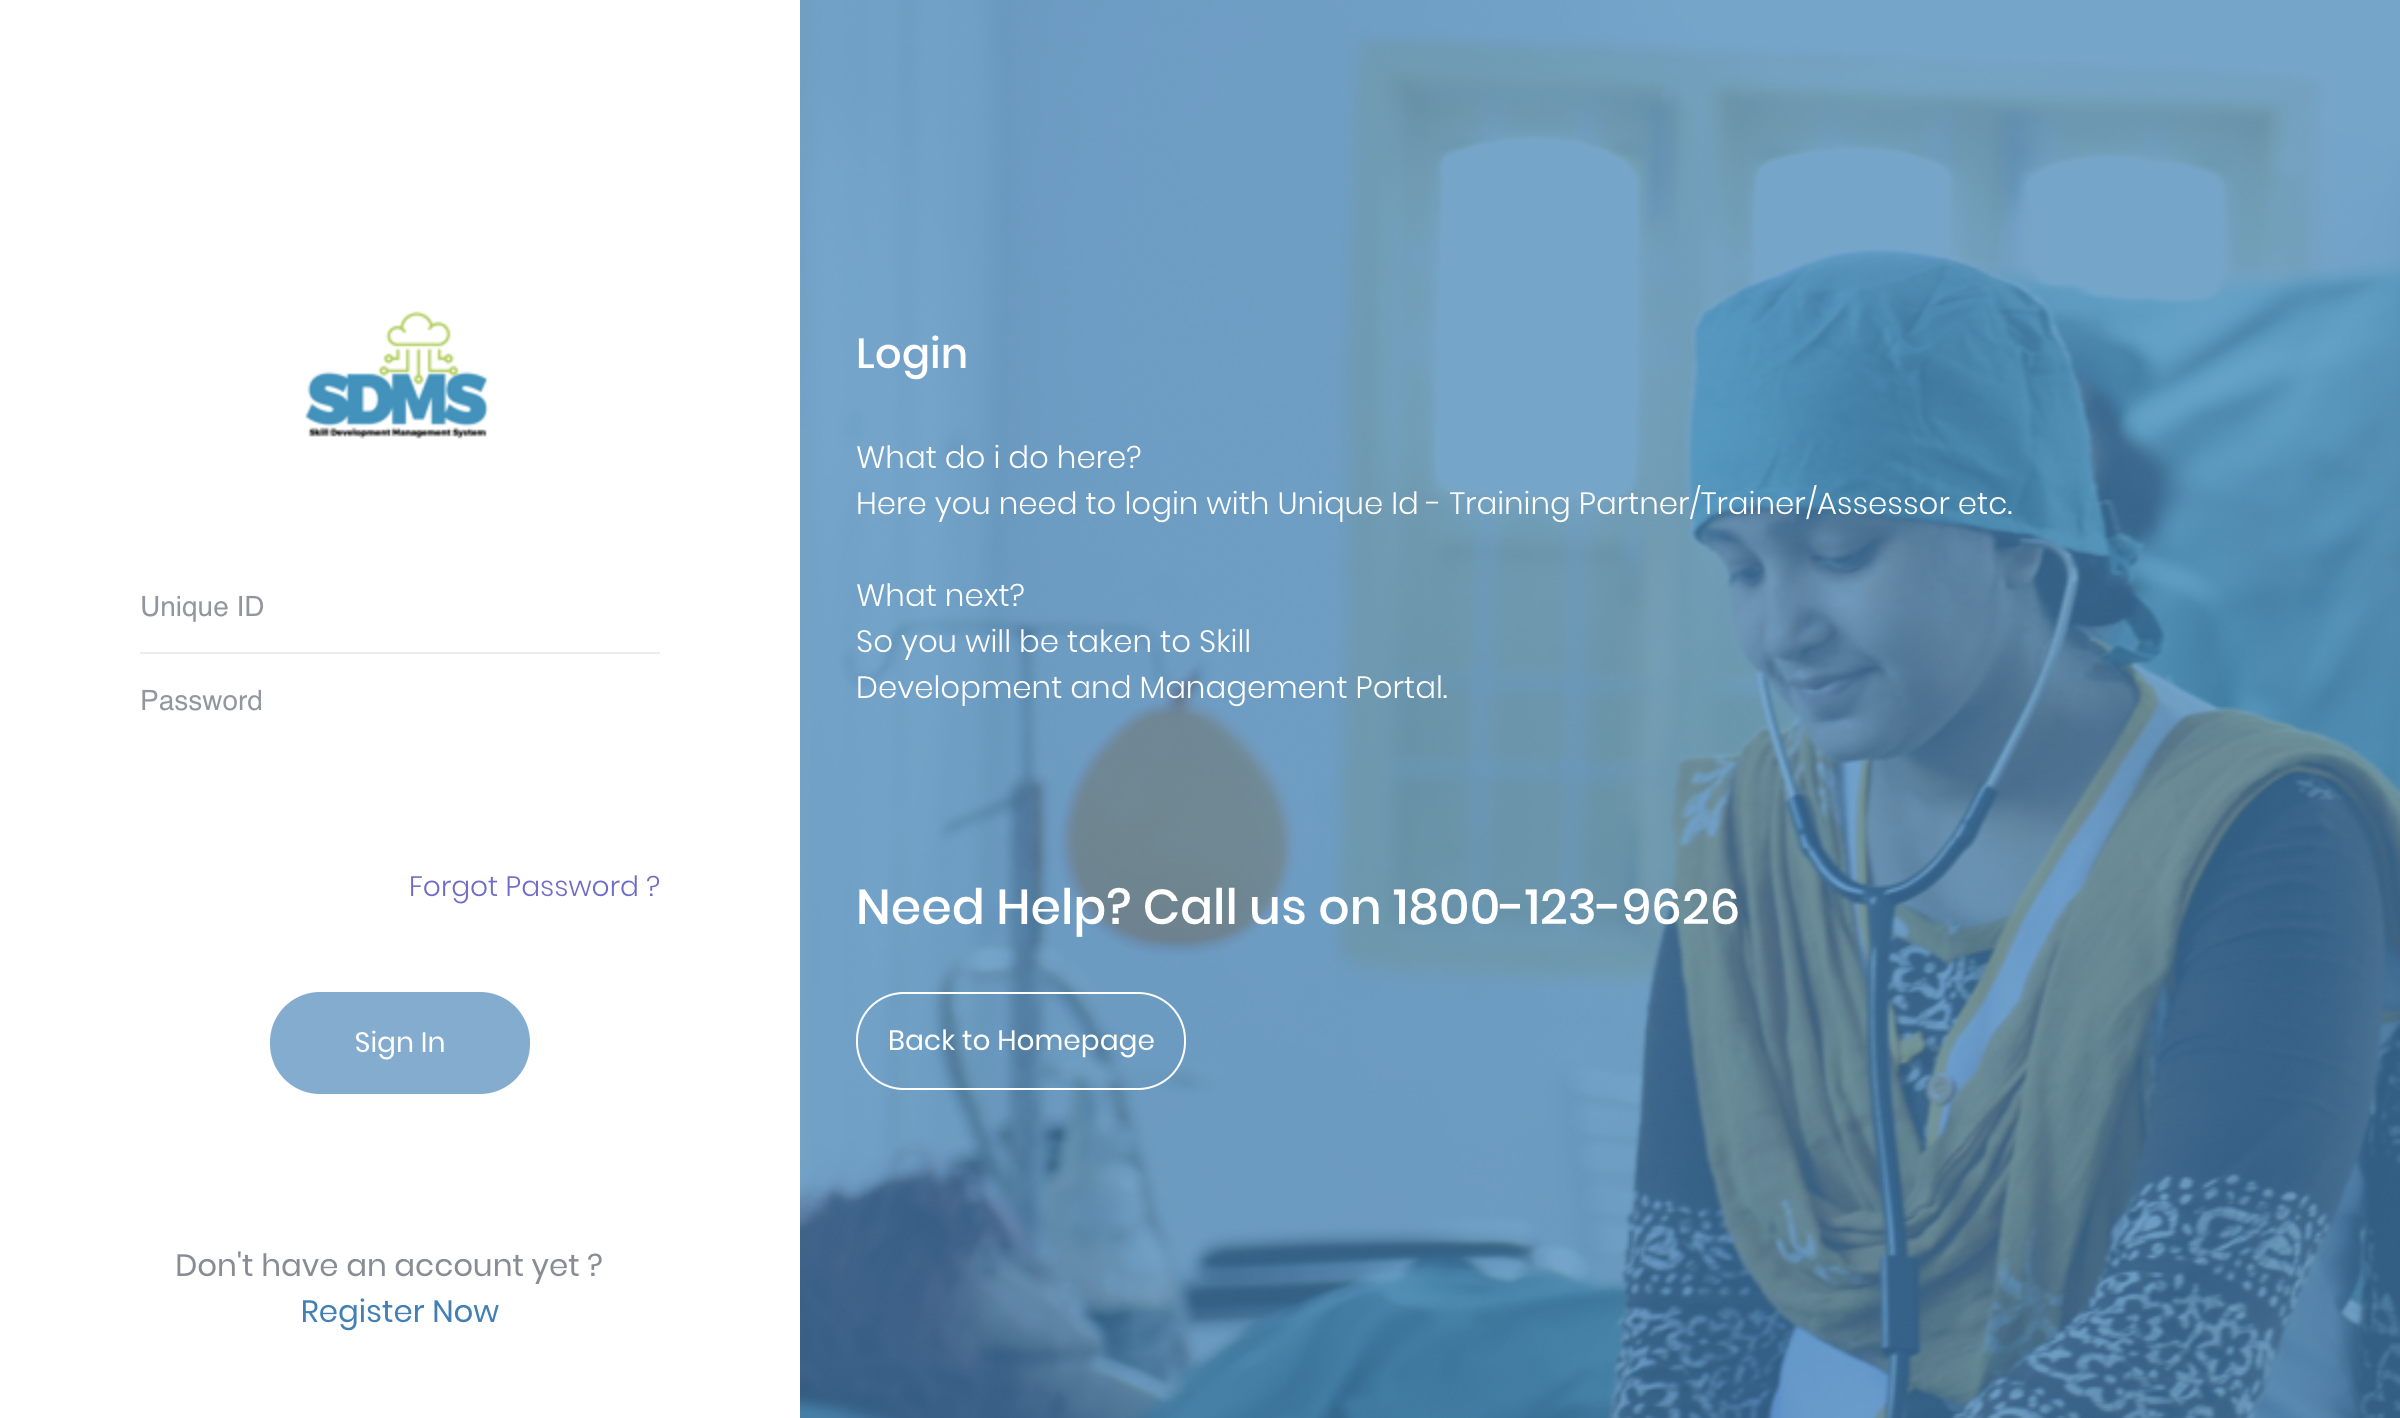 SDMS
Skill Development Management System
Unique ID
Password
Forgot Password ?
Sign In
Don't have an account yet ?
Register Now
Login
What do i do here?
Here you need to login with Unique Id - Training Partner/Trainer/Assessor etc.
What next?
So you will be taken to Skill
Development and Management Portal.
Need Help? Call us on 1800-123-9626
Back to Homepage